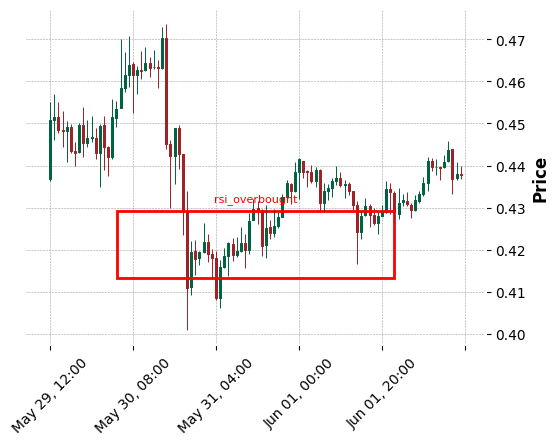 0.47
0.46
0.45
0.44
0.43
0.42
0.41
0.40
Price
rsi_overbought
May 29, 12:00
May 30, 08:00
May 31, 04:00
Jun 01, 00:00
Jun 01, 20:00